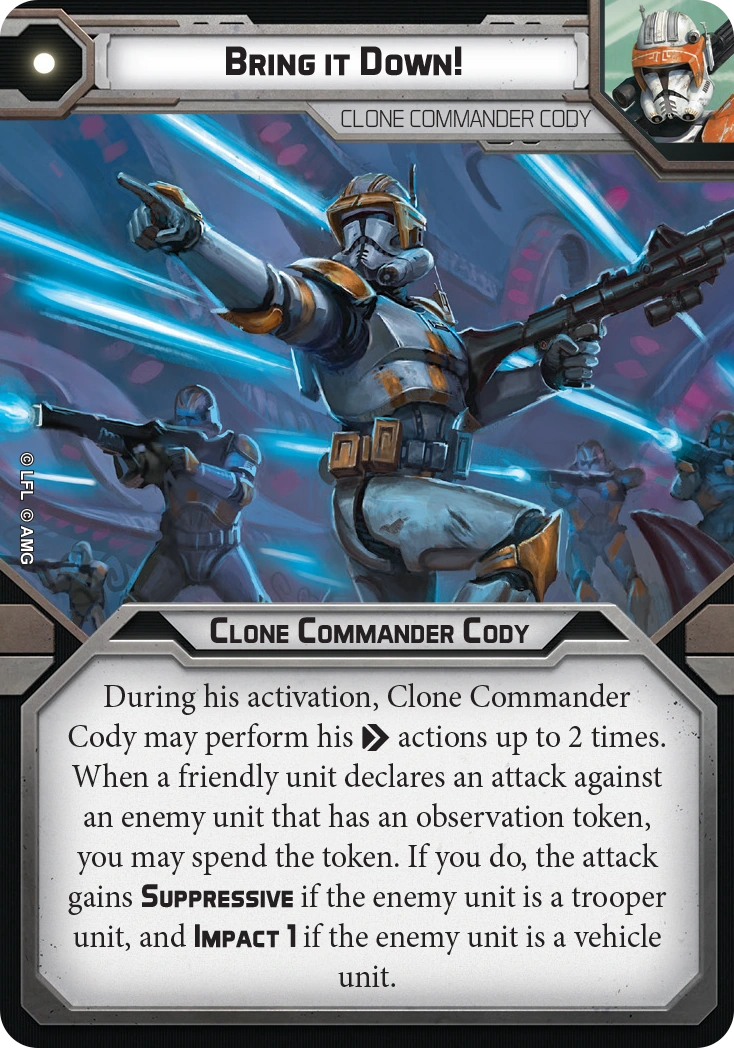 Bring it Down!
CLONE COMMANDER CODY
© LFL © AMG
Clone Commander Cody
During his activation, Clone Commander
Cody may perform his actions up to 2 times.
When a friendly unit declares an attack against
an enemy unit that has an observation token,
you may spend the token. If you do, the attack
gains Suppressive if the enemy unit is a trooper
unit, and Impact 1 if the enemy unit is a vehicle
unit.